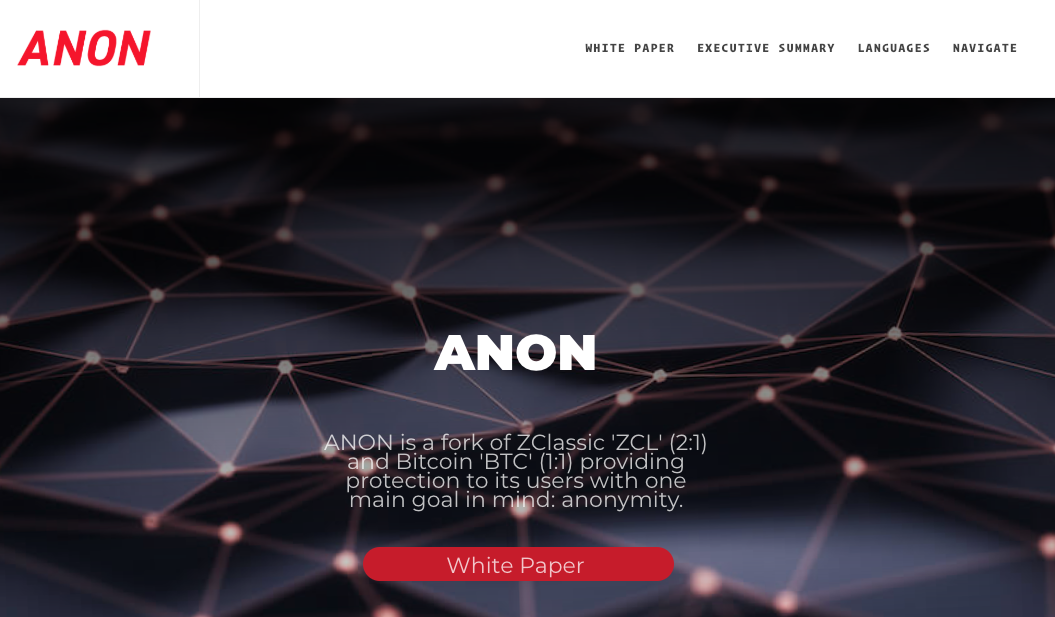 ANON
WHITE PAPER EXECUTIVE SUMMARY LANGUAGES NAVIGATE
ANON
ANON is a fork of ZClassic 'ZCL' (2:1)
and Bitcoin 'BTC' (1:1) providing
protection to its users with one
main goal in mind: anonymity.
White Paper